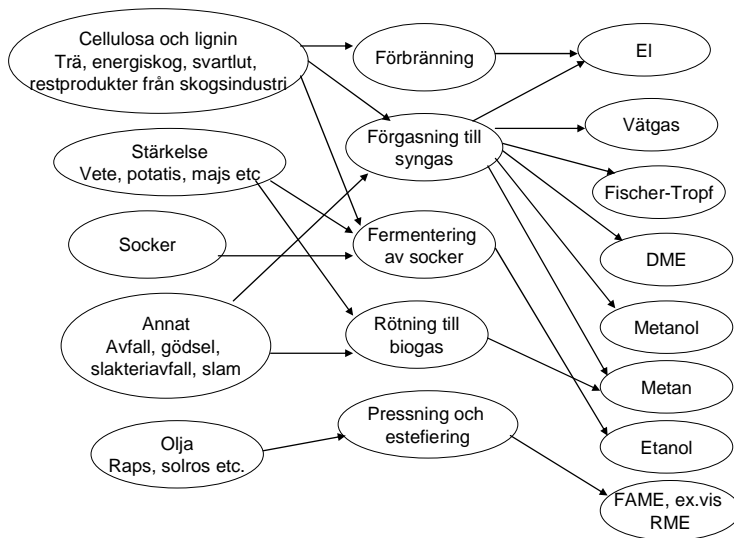 Cellulosa och lignin
Trä, energiskog, svartlut,
restprodukter från skogsindustri
Stärkelse
Vete, potatis, majs etc
Socker
Annat
Avfall, gödsel,
slakteriavfall, slam
Olja
Raps, solros etc.
Förbränning
Förgasning till
syngas
Fermentering
av socker
Rötning till
biogas
Pressning och
estefiering
El
Vätgas
Fischer-Tropf
DME
Metanol
Metan
Etanol
FAME, ex.vis
RME